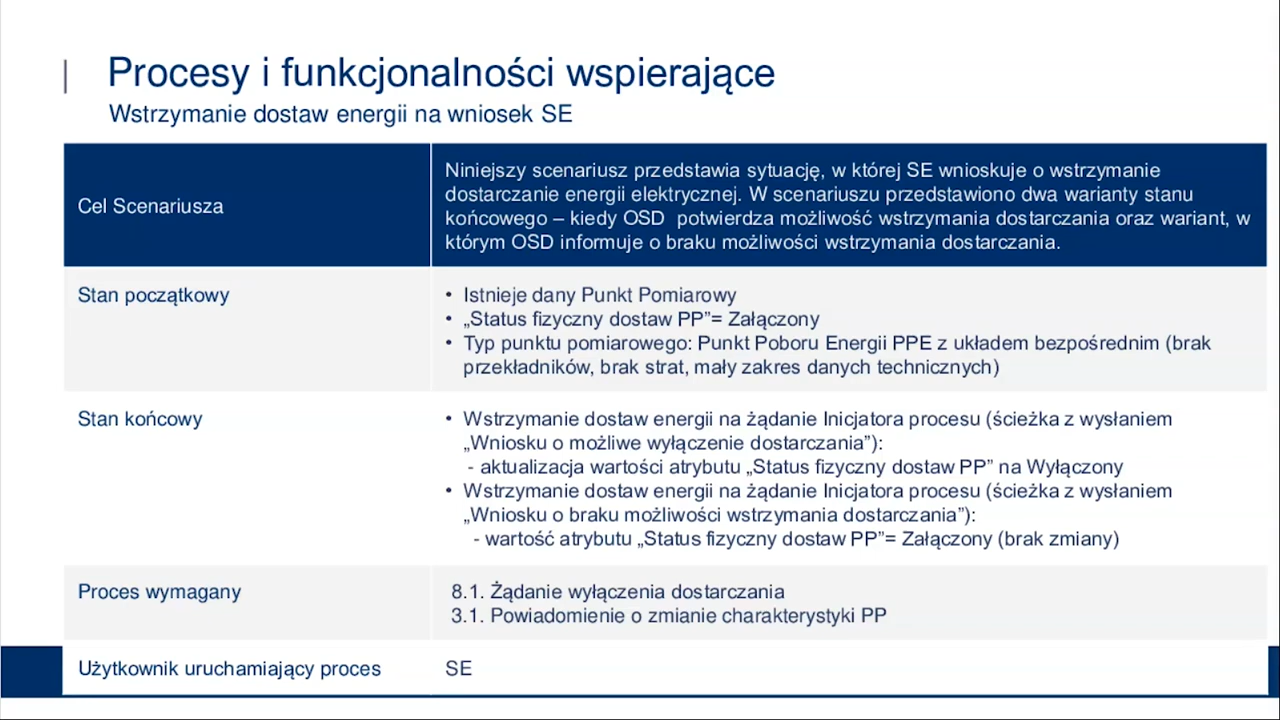 Procesy i funkcjonalności wspierające
Wstrzymanie dostaw energii na wniosek SE
Cel Scenariusza
Niniejszy scenariusz przedstawia sytuację, w której SE wnioskuje o wstrzymanie
dostarczanie energii elektrycznej. W scenariuszu przedstawiono dwa warianty stanu
końcowego – kiedy OSD potwierdza możliwość wstrzymania dostarczania oraz wariant, w
którym OSD informuje o braku możliwości wstrzymania dostarczania.
Stan początkowy
• Istnieje dany Punkt Pomiarowy
• „Status fizyczny dostaw PP”= Załączony
• Typ punktu pomiarowego: Punkt Poboru Energii PPE z układem bezpośrednim (brak
przekładników, brak strat, mały zakres danych technicznych)
Stan końcowy
• Wstrzymanie dostaw energii na żądanie Inicjatora procesu (ścieżka z wysłaniem
„Wniosku o możliwe wyłączenie dostarczania”):
- aktualizacja wartości atrybutu „Status fizyczny dostaw PP” na Wyłączony
• Wstrzymanie dostaw energii na żądanie Inicjatora procesu (ścieżka z wysłaniem
„Wniosku o braku możliwości wstrzymania dostarczania”):
- wartość atrybutu „Status fizyczny dostaw PP”= Załączony (brak zmiany)
Proces wymagany
8.1. Żądanie wyłączenia dostarczania
3.1. Powiadomienie o zmianie charakterystyki PP
Użytkownik uruchamiający proces
SE